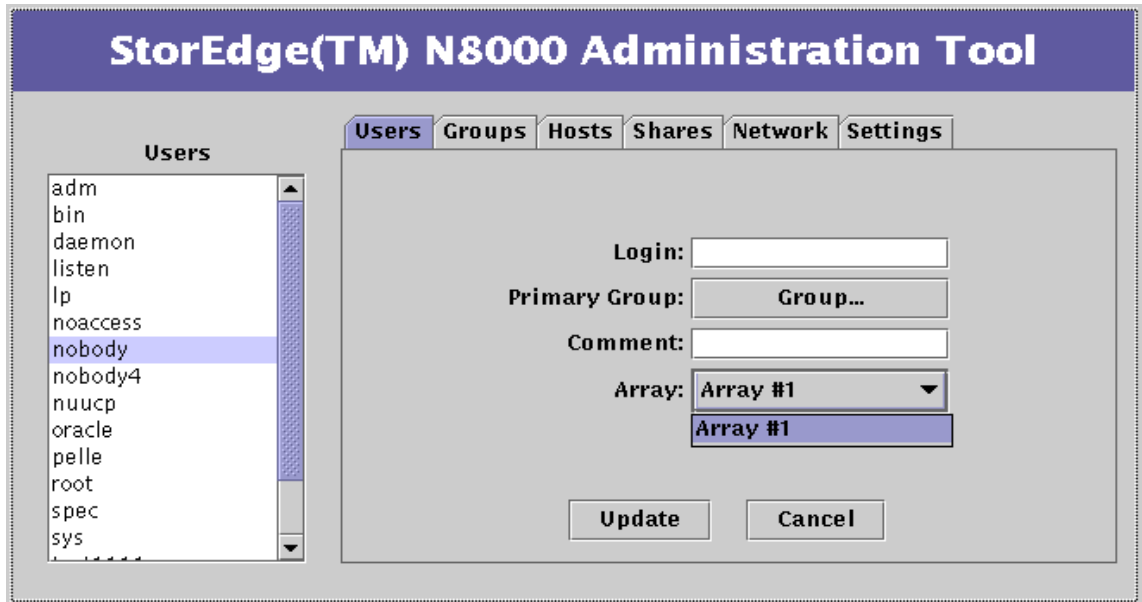 StorEdge(TM) N8000 Administration Tool
Users Groups Hosts Shares Network Settings
Users
adm
bin
daemon
listen
lp
noaccess
nobody
nobody4
nuucp
oracle
pelle
root
spec
sys
Login:
Primary Group: Group...
Comment:
Array: Array #1
Array #1
Update Cancel